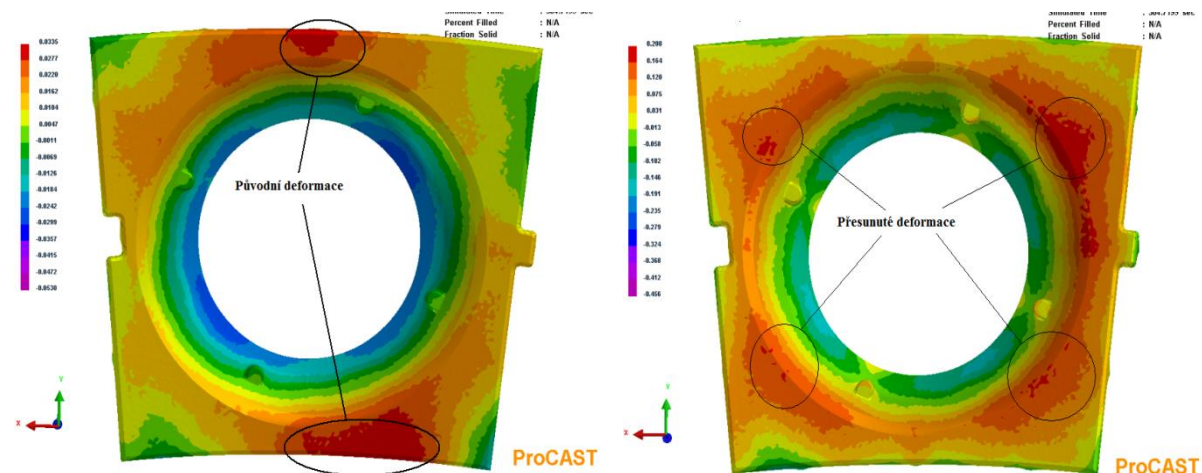 Percent Filled : N/A
Fraction Solid : N/A
0.0335
0.0277
0.0220
0.0162
0.0104
0.0047
-0.0011
-0.0069
-0.0126
-0.0184
-0.0242
-0.0299
-0.0357
-0.0415
-0.0472
-0.0530
Původní deformace
Y
X
ProCAST
Percent Filled : N/A
Fraction Solid : N/A
0.208
0.164
0.120
0.075
0.031
-0.013
-0.058
-0.102
-0.146
-0.191
-0.235
-0.279
-0.324
-0.368
-0.412
-0.456
Přesunuté deformace
Y
X
ProCAST